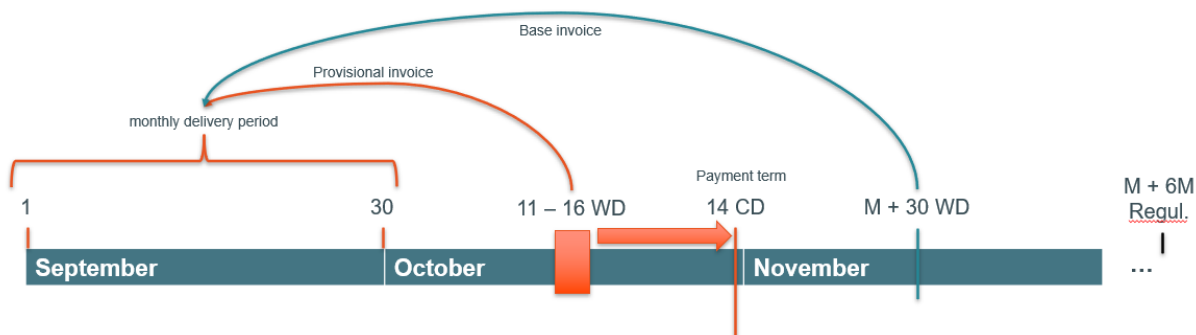 Base invoice
Provisional invoice
monthly delivery period
Payment term
1
30
11 – 16 WD
14 CD
M + 30 WD
M + 6M
Regul.
September
October
November
...